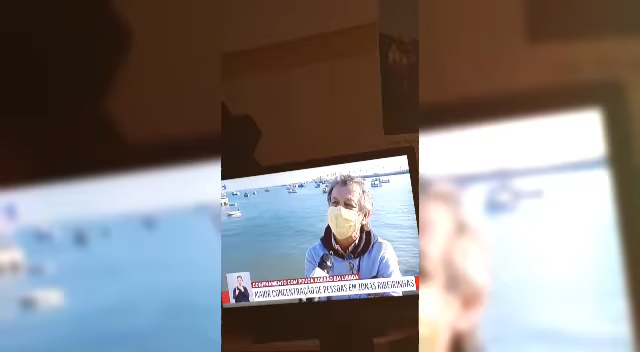 CONFINAMENTO COM POUCA ADESÃO EM LISBOA
MAIOR CONCENTRAÇÃO DE PESSOAS EM ZONAS RIBEIRINHAS